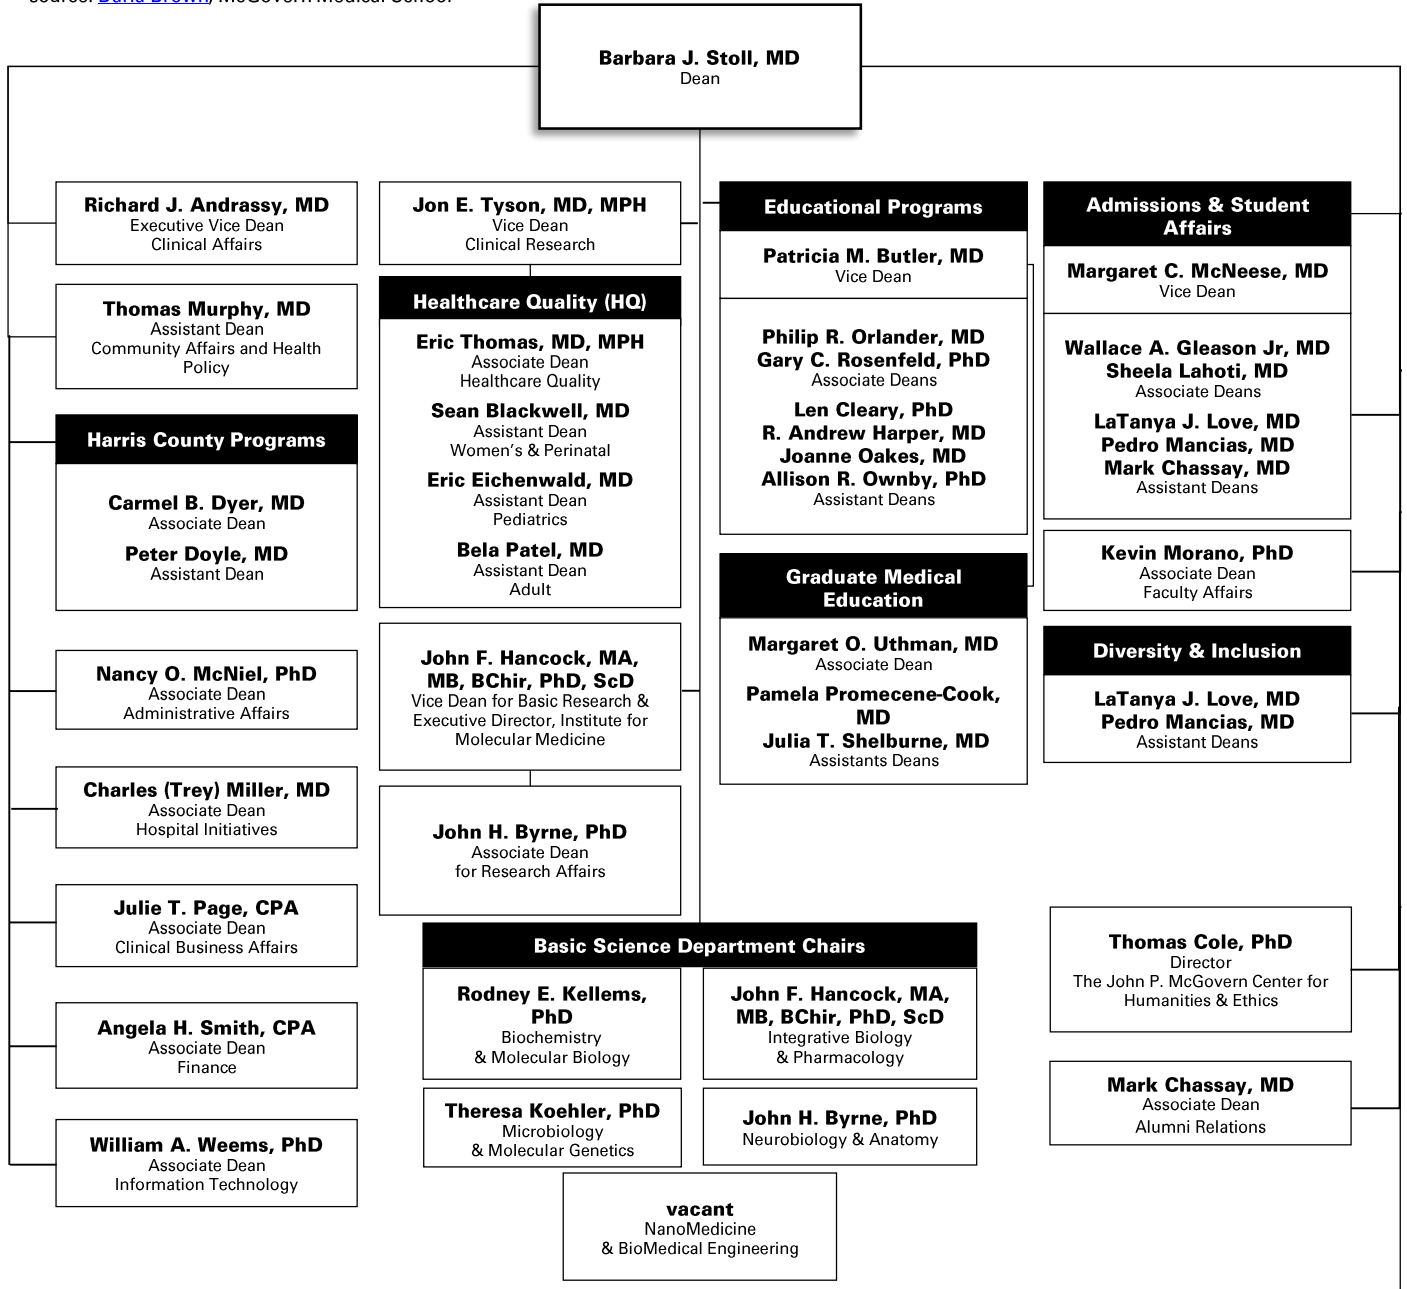 source: Darla Brown, McGovern Medical School
Barbara J. Stoll, MD
Dean
Richard J. Andrassy, MD
Executive Vice Dean
Clinical Affairs
Thomas Murphy, MD
Assistant Dean
Community Affairs and Health
Policy
Harris County Programs
Carmel B. Dyer, MD
Associate Dean
Peter Doyle, MD
Assistant Dean
Nancy O. McNiel, PhD
Associate Dean
Administrative Affairs
Charles (Trey) Miller, MD
Associate Dean
Hospital Initiatives
Julie T. Page, CPA
Associate Dean
Clinical Business Affairs
Angela H. Smith, CPA
Associate Dean
Finance
William A. Weems, PhD
Associate Dean
Information Technology
Jon E. Tyson, MD, MPH
Vice Dean
Clinical Research
Healthcare Quality (HQ)
Eric Thomas, MD, MPH
Associate Dean
Healthcare Quality
Sean Blackwell, MD
Assistant Dean
Women's & Perinatal
Eric Eichenwald, MD
Assistant Dean
Pediatrics
Bela Patel, MD
Assistant Dean
Adult
John F. Hancock, MA,
MB, BChir, PhD, ScD
Vice Dean for Basic Research &
Executive Director, Institute for
Molecular Medicine
John H. Byrne, PhD
Associate Dean
for Research Affairs
Educational Programs
Patricia M. Butler, MD
Vice Dean
Philip R. Orlander, MD
Gary C. Rosenfeld, PhD
Associate Deans
Len Cleary, PhD
R. Andrew Harper, MD
Joanne Oakes, MD
Allison R. Ownby, PhD
Assistant Deans
Graduate Medical
Education
Margaret O. Uthman, MD
Associate Dean
Pamela Promecene-Cook,
MD
Julia T. Shelburne, MD
Assistants Deans
Admissions & Student
Affairs
Margaret C. McNeese, MD
Vice Dean
Wallace A. Gleason Jr, MD
Sheela Lahoti, MD
Associate Deans
LaTanya J. Love, MD
Pedro Mancias, MD
Mark Chassay, MD
Assistant Deans
Kevin Morano, PhD
Associate Dean
Faculty Affairs
Diversity & Inclusion
LaTanya J. Love, MD
Pedro Mancias, MD
Assistant Deans
Thomas Cole, PhD
Director
The John P. McGovern Center for
Humanities & Ethics
Mark Chassay, MD
Associate Dean
Alumni Relations
Basic Science Department Chairs
Rodney E. Kellems,
PhD
Biochemistry
& Molecular Biology
John F. Hancock, MA,
MB, BChir, PhD, ScD
Integrative Biology
& Pharmacology
Theresa Koehler, PhD
Microbiology
& Molecular Genetics
John H. Byrne, PhD
Neurobiology & Anatomy
vacant
NanoMedicine
& BioMedical Engineering